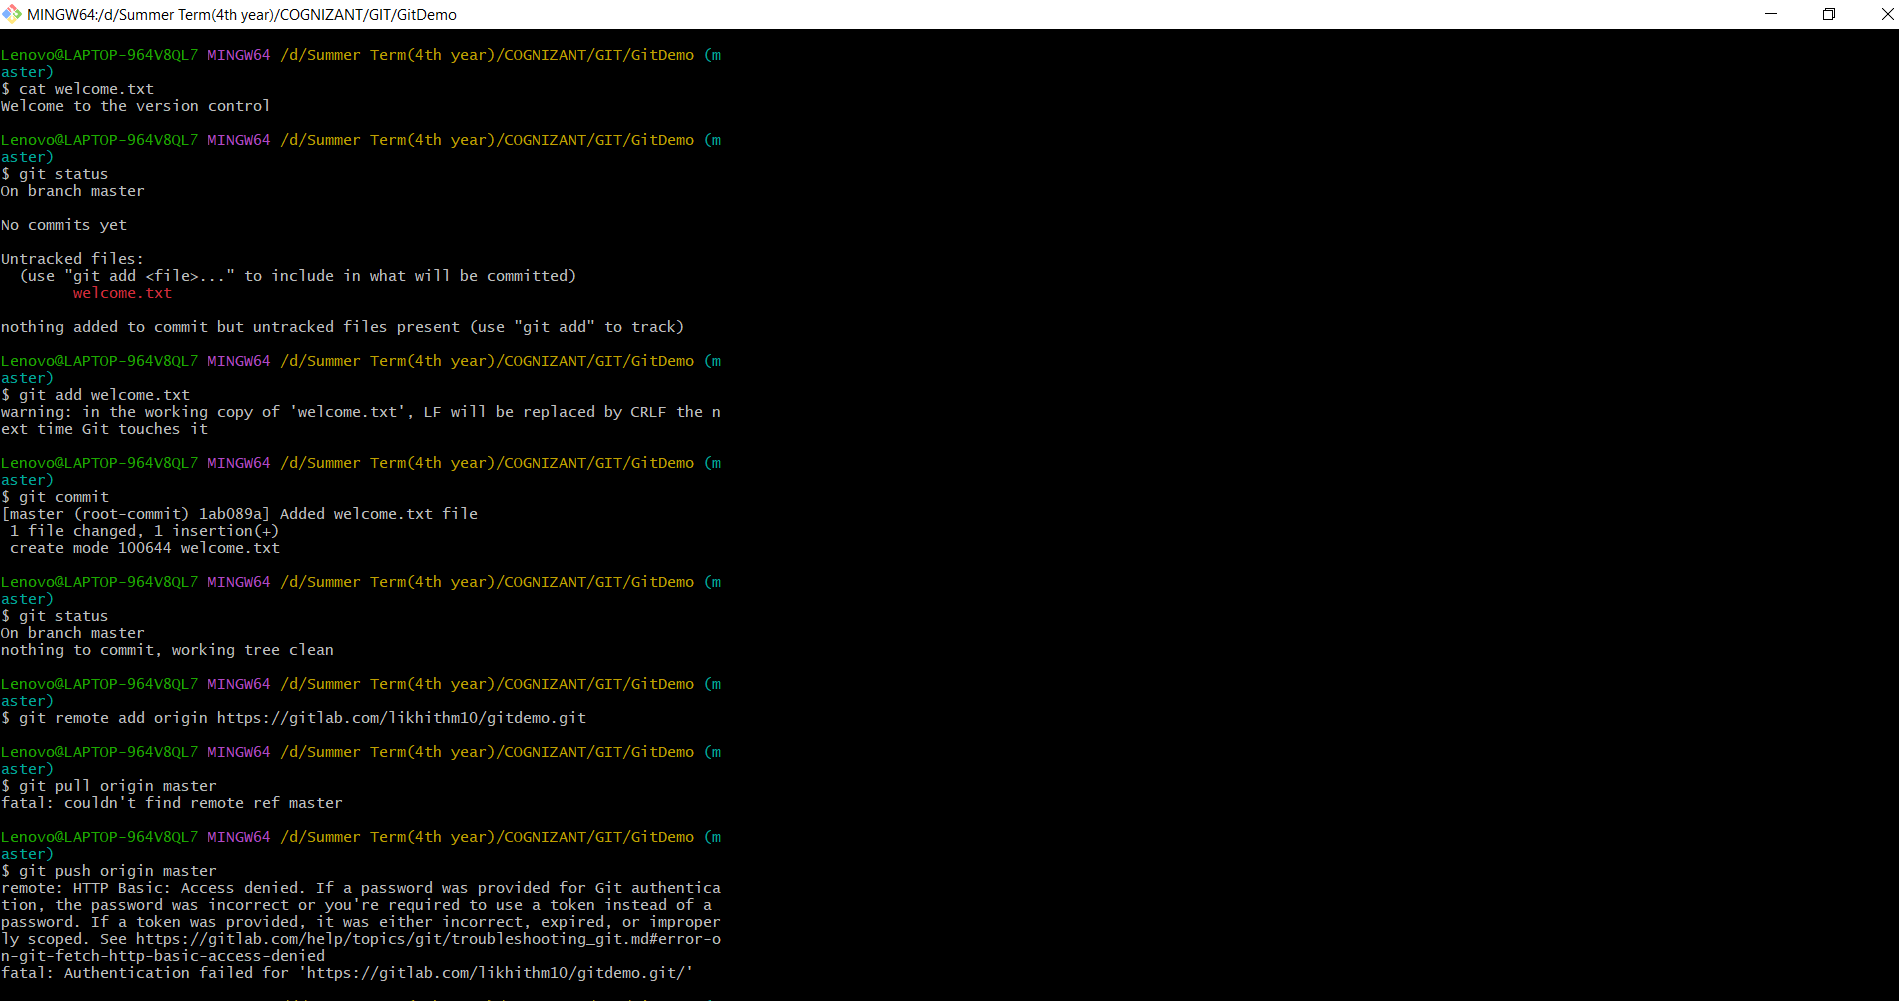 MINGW64:/d/Summer Term(4th year)/COGNIZANT/GIT/GitDemo
Lenovo@LAPTOP-964V8QL7 MINGW64 /d/Summer Term(4th year)/COGNIZANT/GIT/GitDemo (m
aster)
$ cat welcome.txt
Welcome to the version control
Lenovo@LAPTOP-964V8QL7 MINGW64 /d/Summer Term(4th year)/COGNIZANT/GIT/GitDemo (m
aster)
$ git status
On branch master
No commits yet
Untracked files:
  (use "git add <file>..." to include in what will be committed)
        welcome.txt
nothing added to commit but untracked files present (use "git add" to track)
Lenovo@LAPTOP-964V8QL7 MINGW64 /d/Summer Term(4th year)/COGNIZANT/GIT/GitDemo (m
aster)
$ git add welcome.txt
warning: in the working copy of 'welcome.txt', LF will be replaced by CRLF the n
ext time Git touches it
Lenovo@LAPTOP-964V8QL7 MINGW64 /d/Summer Term(4th year)/COGNIZANT/GIT/GitDemo (m
aster)
$ git commit
[master (root-commit) 1ab089a] Added welcome.txt file
 1 file changed, 1 insertion(+)
 create mode 100644 welcome.txt
Lenovo@LAPTOP-964V8QL7 MINGW64 /d/Summer Term(4th year)/COGNIZANT/GIT/GitDemo (m
aster)
$ git status
On branch master
nothing to commit, working tree clean
Lenovo@LAPTOP-964V8QL7 MINGW64 /d/Summer Term(4th year)/COGNIZANT/GIT/GitDemo (m
aster)
$ git remote add origin https://gitlab.com/likhithm10/gitdemo.git
Lenovo@LAPTOP-964V8QL7 MINGW64 /d/Summer Term(4th year)/COGNIZANT/GIT/GitDemo (m
aster)
$ git pull origin master
fatal: couldn't find remote ref master
Lenovo@LAPTOP-964V8QL7 MINGW64 /d/Summer Term(4th year)/COGNIZANT/GIT/GitDemo (m
aster)
$ git push origin master
remote: HTTP Basic: Access denied. If a password was provided for Git authentica
tion, the password was incorrect or you're required to use a token instead of a
password. If a token was provided, it was either incorrect, expired, or improper
ly scoped. See https://gitlab.com/help/topics/git/troubleshooting_git.md#error-o
n-git-fetch-http-basic-access-denied
fatal: Authentication failed for 'https://gitlab.com/likhithm10/gitdemo.git/'